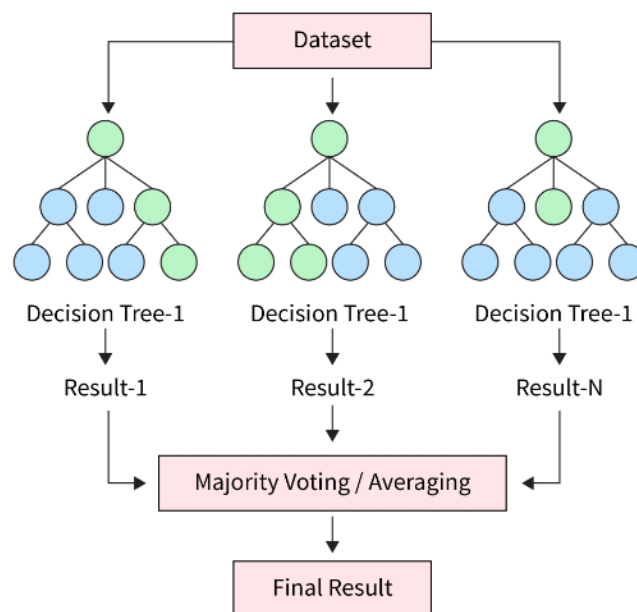 Dataset
Decision Tree-1
Decision Tree-1
Decision Tree-1
Result-1
Result-2
Result-N
Majority Voting / Averaging
Final Result